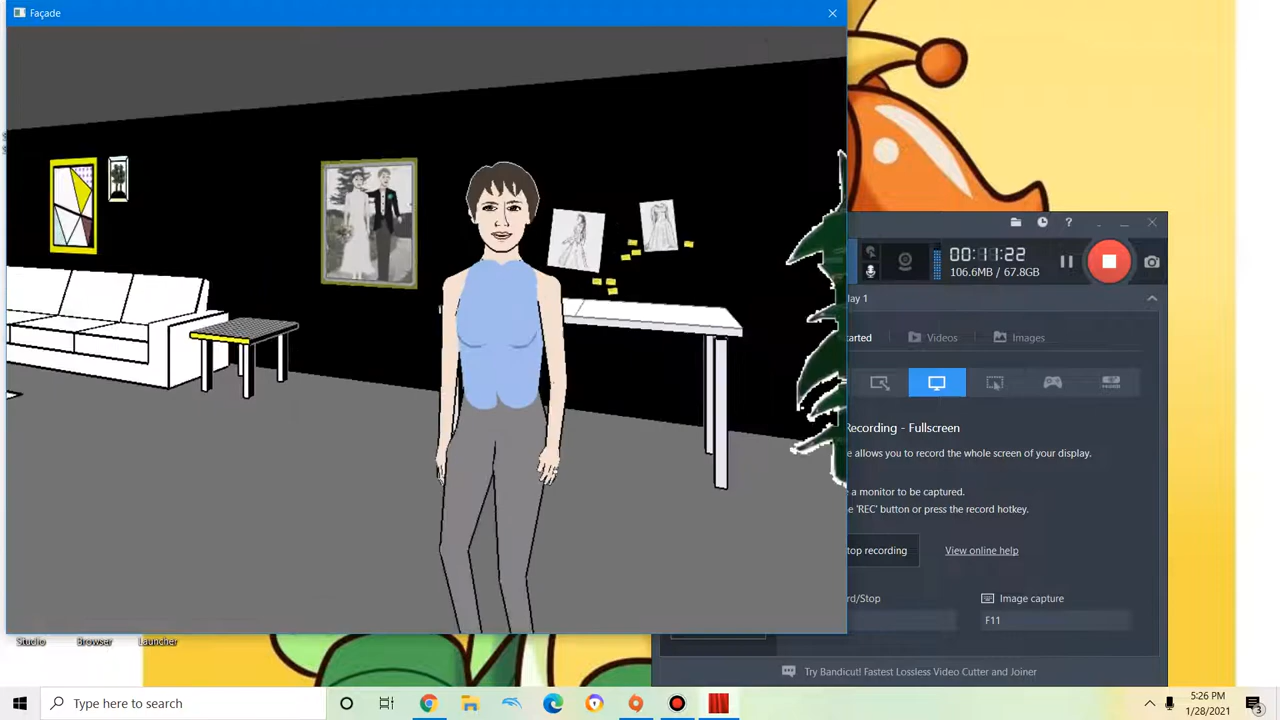 Façade
00:11:22
106.6MB / 67.8GB
lay 1
arted
Videos
Images
Recording - Fullscreen
e allows you to record the whole screen of your display.
e a monitor to be captured.
e 'REC' button or press the record hotkey.
top recording
View online help
rd/Stop
Image capture
F11
Try Bandicut! Fastest Lossless Video Cutter and Joiner
Studio
Browser
Launcher
Type here to search
5:26 PM
1/28/2021
3